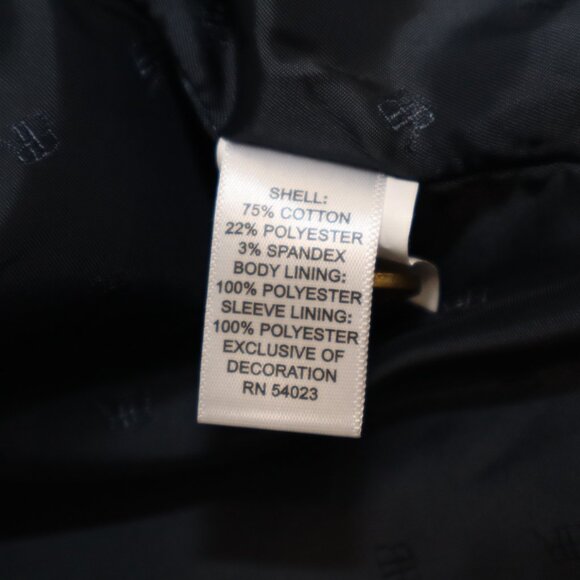 SHELL:
75% COTTON
22% POLYESTER
3% SPANDEX
BODY LINING:
100% POLYESTER
SLEEVE LINING:
100% POLYESTER
EXCLUSIVE OF
DECORATION
RN 54023